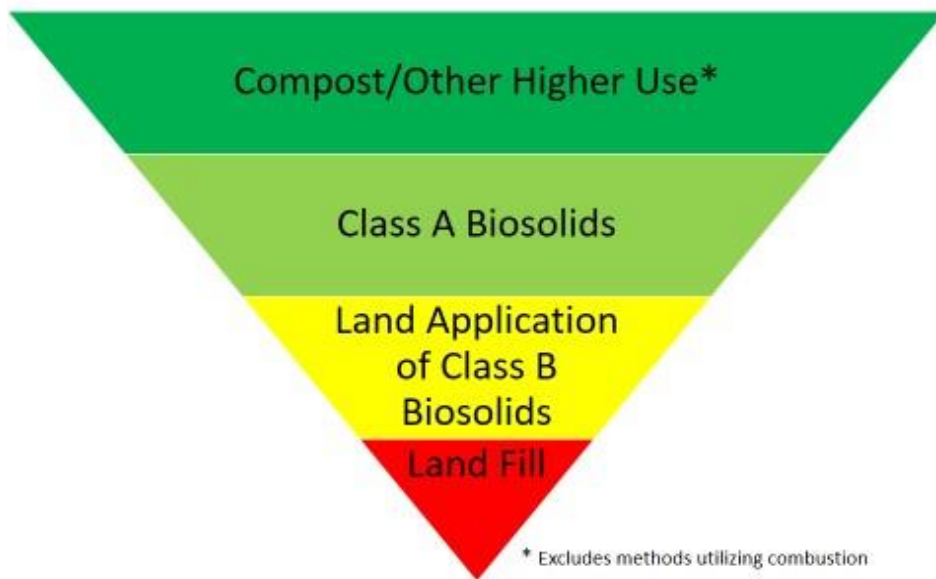 Compost/Other Higher Use*
Class A Biosolids
Land Application
of Class B
Biosolids
Land Fill
* Excludes methods utilizing combustion